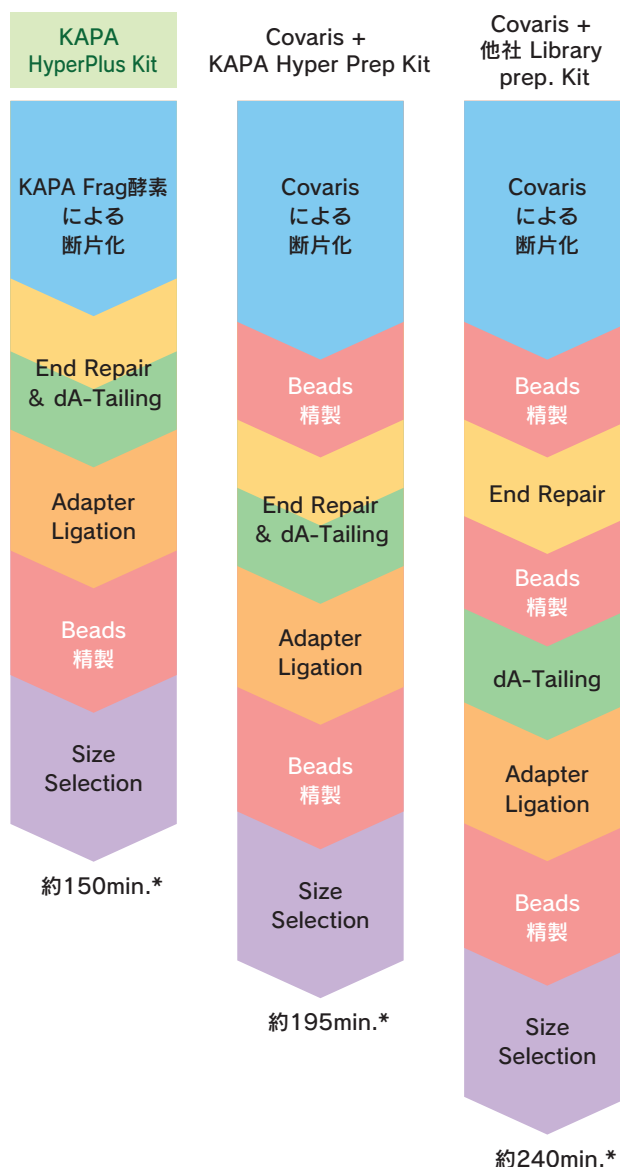 KAPA
HyperPlus Kit
KAPA Frag酵素
による
断片化
End Repair
& dA-Tailing
Adapter
Ligation
Beads
精製
Size
Selection
約150min.*
Covaris +
KAPA Hyper Prep Kit
Covaris
による
断片化
Beads
精製
End Repair
& dA-Tailing
Adapter
Ligation
Beads
精製
Size
Selection
約195min.*
Covaris +
他社 Library
prep. Kit
Covaris
による
断片化
Beads
精製
End Repair
Beads
精製
dA-Tailing
Adapter
Ligation
Beads
精製
Size
Selection
約240min.*